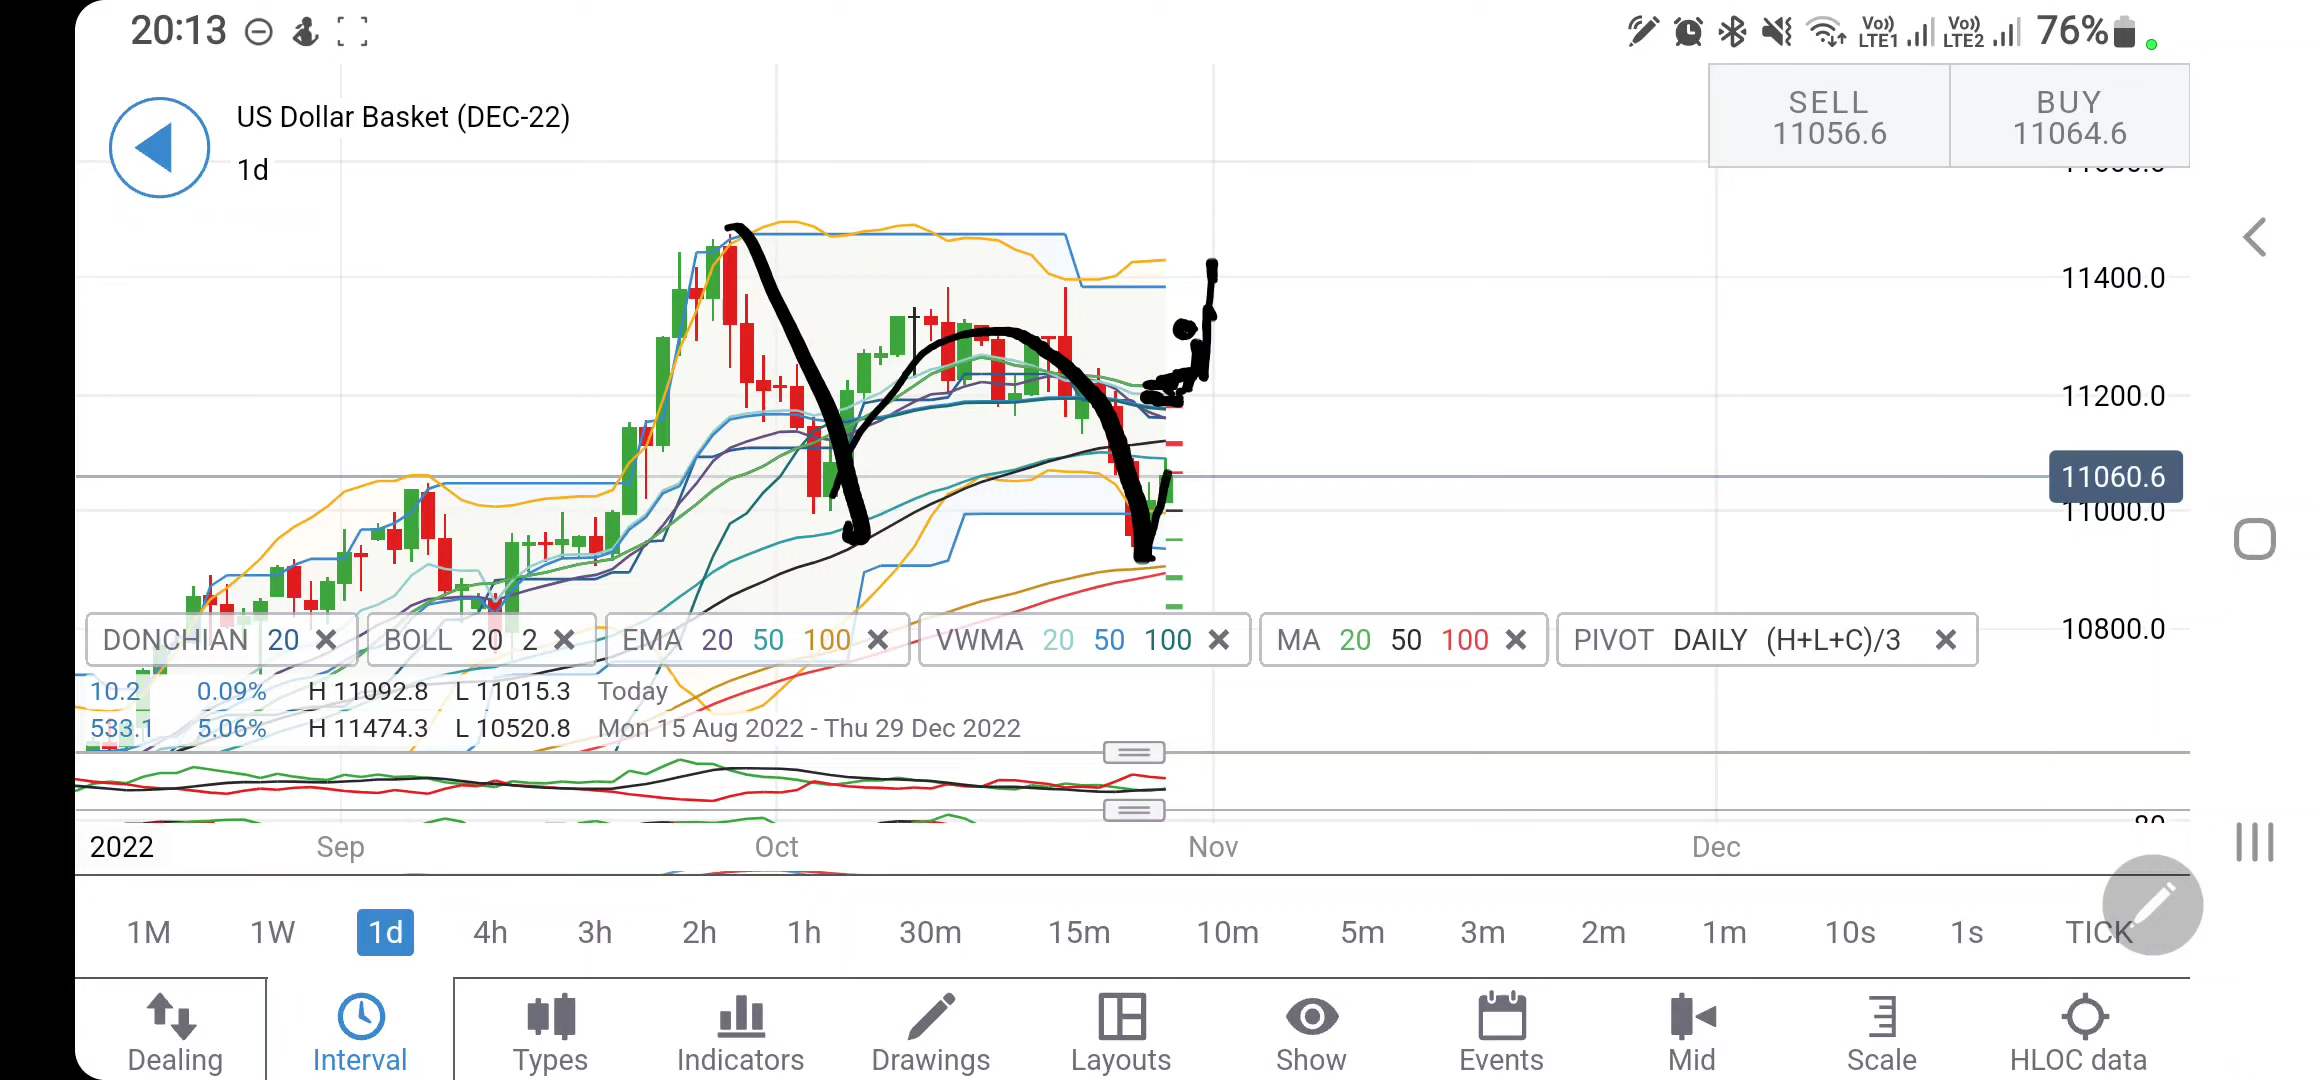 20:13
Vo)) LTE1 Vo)) LTE2 76%
US Dollar Basket (DEC-22)
1d
SELL 11056.6
BUY 11064.6
11400.0
11200.0
11060.6
11000.0
10800.0
DONCHIAN 20
BOLL 20 2
EMA 20 50 100
VWMA 20 50 100
MA 20 50 100
PIVOT DAILY (H+L+C)/3
10.2 0.09% H 11092.8 L 11015.3 Today
533.1 5.06% H 11474.3 L 10520.8 Mon 15 Aug 2022 - Thu 29 Dec 2022
2022 Sep Oct Nov Dec
1M 1W 1d 4h 3h 2h 1h 30m 15m 10m 5m 3m 2m 1m 10s 1s TICK
Dealing Interval Types Indicators Drawings Layouts Show Events Mid Scale HLOC data